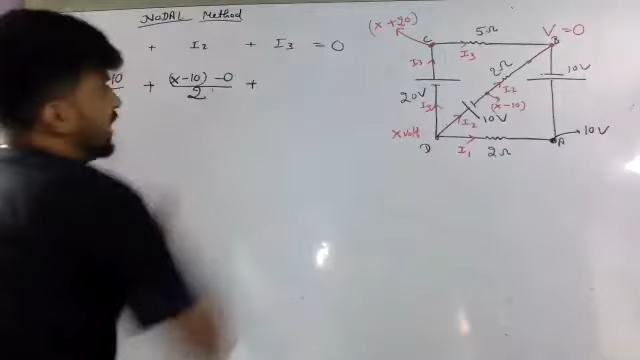 NODAL Method
+ I₂ + I₃ = 0
10 + (x-10)-0 / 2 +
(x+20)
C
I₃
5Ω
V=0
B
I₃
20V
I₃
2Ω
I₂
(x-10)
10V
I₂
10V
x volt
D
I₁
2Ω
A
10V